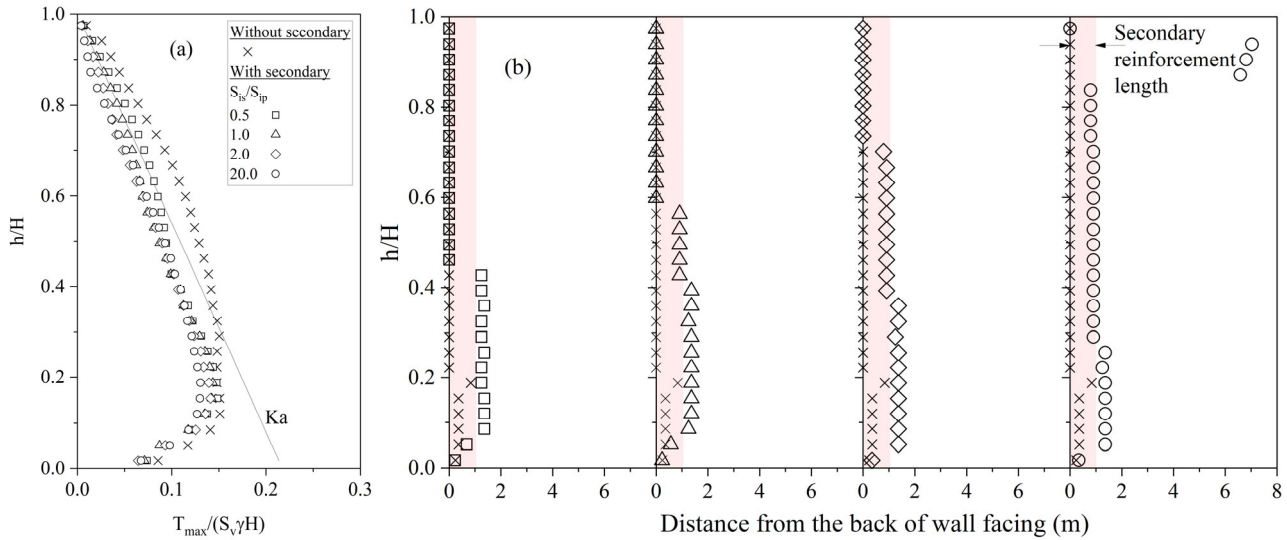 (a)
1.0
0.8
0.6
0.4
0.2
0.0
h/H
0.0
0.1
0.2
0.3
T_max/(S_vγH)
Ka
Without secondary
×
With secondary
S_is/S_ip
0.5 □
1.0 △
2.0 ◇
20.0 ○
(b)
1.0
0.8
0.6
0.4
0.2
0.0
h/H
Secondary
reinforcement
length
0 2 4 0 2 4 0 2 4 0 2 4 6 8
Distance from the back of wall facing (m)